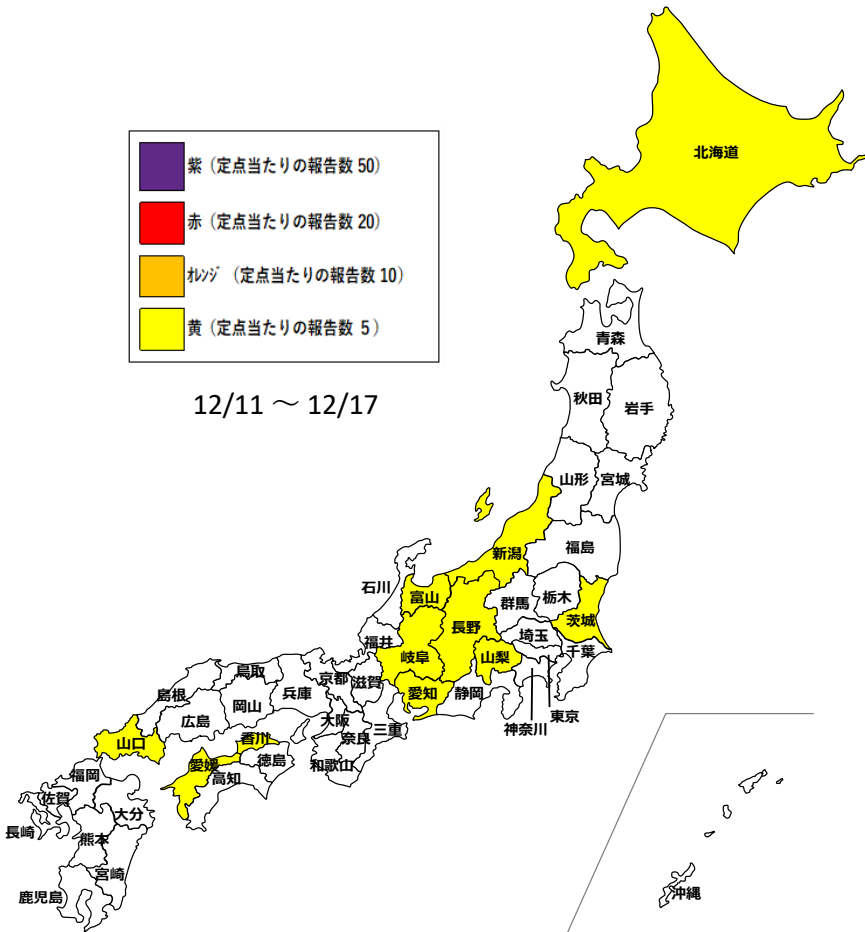 北海道
紫 (定点当たりの報告数 50)
赤 (定点当たりの報告数 20)
ｵﾚﾝｼﾞ (定点当たりの報告数 10)
黄 (定点当たりの報告数 5)
12/11 ～ 12/17
青森
秋田
岩手
山形
宮城
新潟
福島
石川
富山
群馬
栃木
長野
茨城
福井
埼玉
千葉
岐阜
山梨
鳥取
京都
滋賀
島根
兵庫
愛知
静岡
岡山
広島
大阪
東京
神奈川
三重
山口
香川
奈良
愛媛
徳島
和歌山
福岡
高知
佐賀
大分
長崎
熊本
宮崎
鹿児島
沖縄